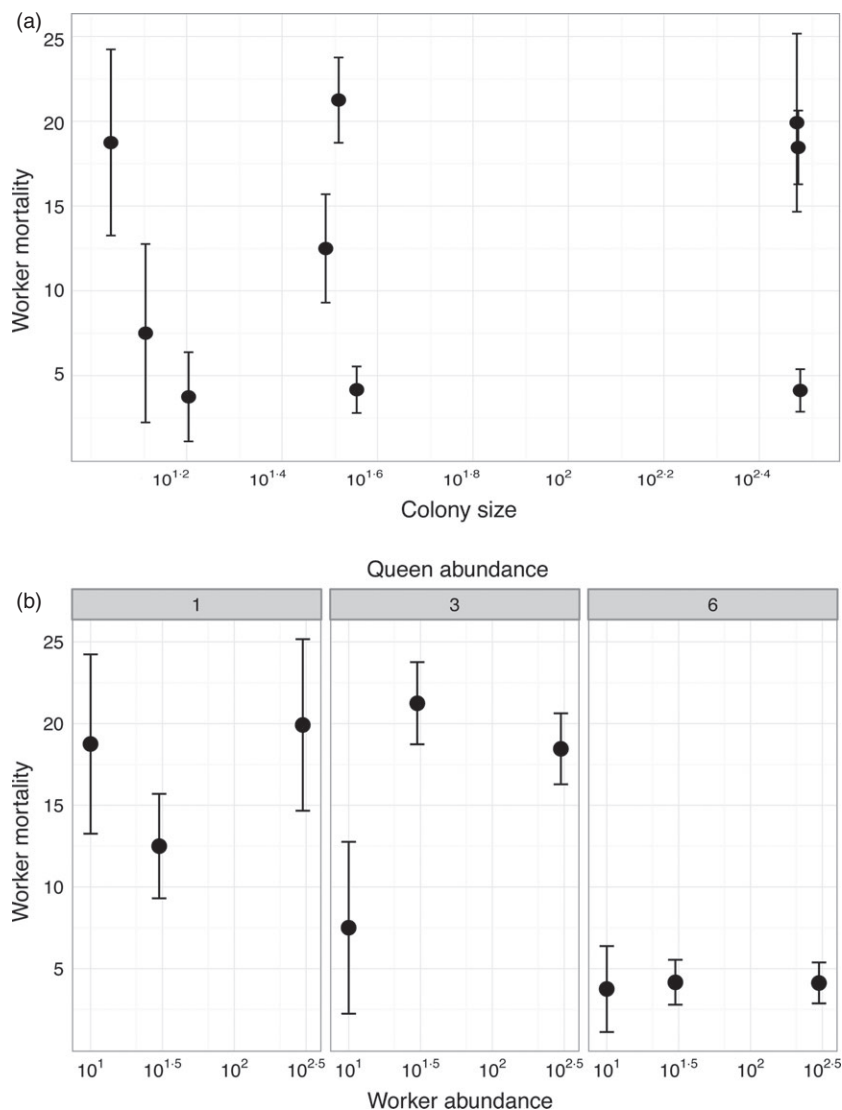 (a)
25
20
15
10
5
Worker mortality
10^1·2 10^1·4 10^1·6 10^1·8 10^2 10^2·2 10^2·4
Colony size
Queen abundance
(b)
1 3 6
25
20
15
10
5
Worker mortality
10^1 10^1·5 10^2 10^2·5 10^1 10^1·5 10^2 10^2·5 10^1 10^1·5 10^2 10^2·5
Worker abundance